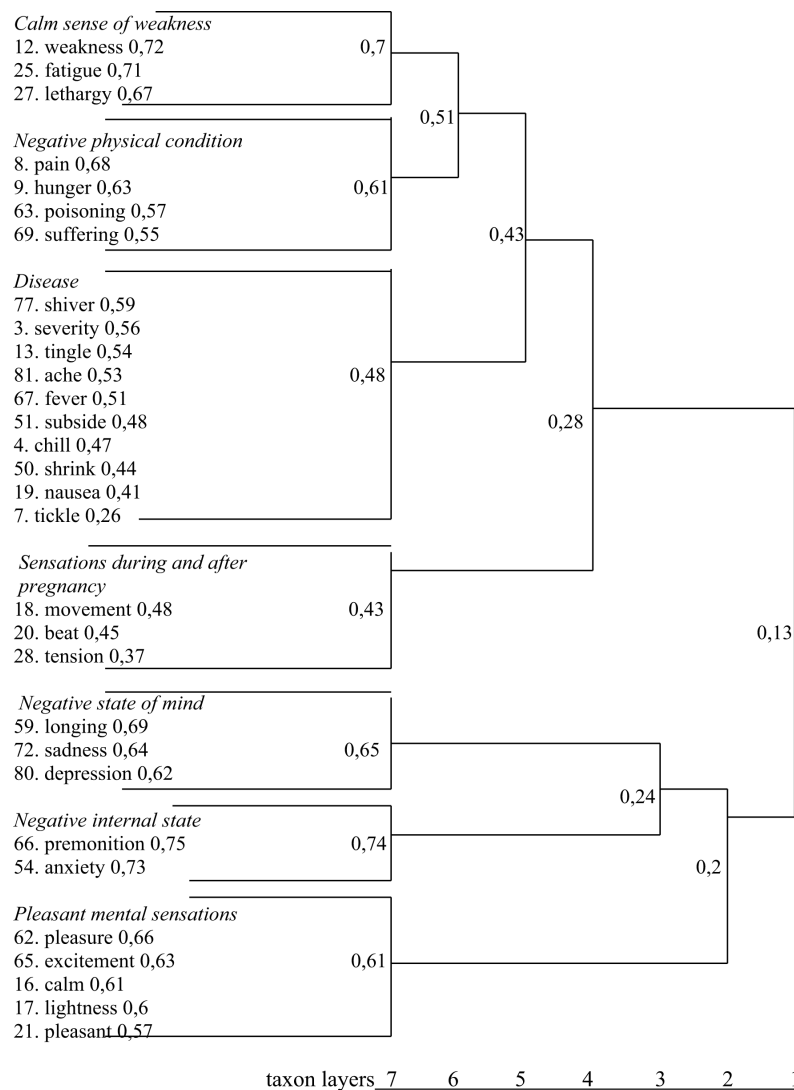 Calm sense of weakness
12. weakness 0,72
0,7
25. fatigue 0,71
27. lethargy 0,67
0,51
Negative physical condition
8. pain 0,68
9. hunger 0,63
0,61
63. poisoning 0,57
69. suffering 0,55
0,43
Disease
77. shiver 0,59
3. severity 0,56
13. tingle 0,54
81. ache 0,53
0,48
67. fever 0,51
51. subside 0,48
0,28
4. chill 0,47
50. shrink 0,44
19. nausea 0,41
7. tickle 0,26
Sensations during and after
pregnancy
18. movement 0,48
0,43
20. beat 0,45
0,13
28. tension 0,37
Negative state of mind
59. longing 0,69
72. sadness 0,64
0,65
80. depression 0,62
0,24
Negative internal state
66. premonition 0,75
0,74
54. anxiety 0,73
0,2
Pleasant mental sensations
62. pleasure 0,66
65. excitement 0,63
0,61
16. calm 0,61
17. lightness 0,6
21. pleasant 0,57
taxon layers 7 6 5 4 3 2